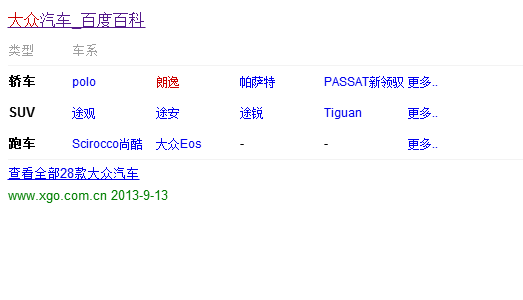 大众汽车_百度百科
类型 车系
轿车 polo 朗逸 帕萨特 PASSAT新领驭 更多..
SUV 途观 途安 途锐 Tiguan 更多..
跑车 Scirocco尚酷 大众Eos - - 更多..
查看全部28款大众汽车
www.xgo.com.cn 2013-9-13